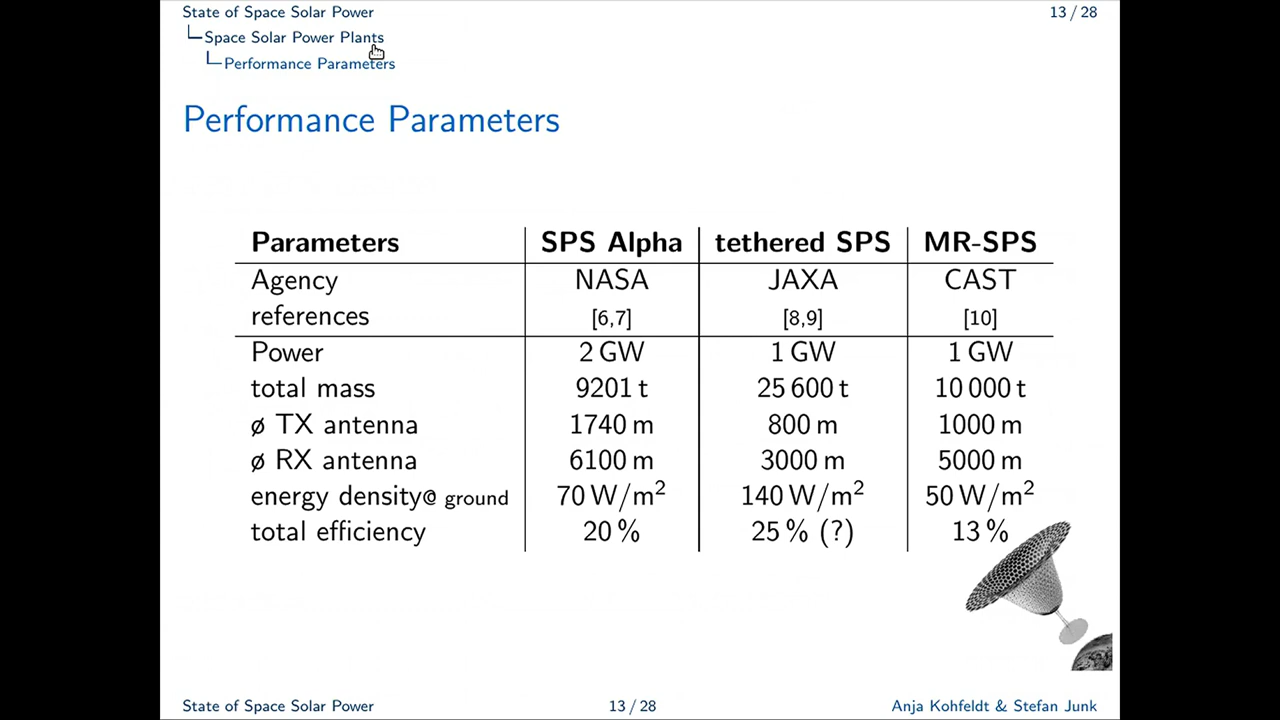 State of Space Solar Power 13 / 28
Space Solar Power Plants
Performance Parameters
Performance Parameters
Parameters SPS Alpha tethered SPS MR-SPS
Agency NASA JAXA CAST
references [6,7] [8,9] [10]
Power 2 GW 1 GW 1 GW
total mass 9201 t 25 600 t 10 000 t
ø TX antenna 1740 m 800 m 1000 m
ø RX antenna 6100 m 3000 m 5000 m
energy density@ ground 70 W/m² 140 W/m² 50 W/m²
total efficiency 20 % 25 % (?) 13 %
State of Space Solar Power 13 / 28 Anja Kohfeldt & Stefan Junk